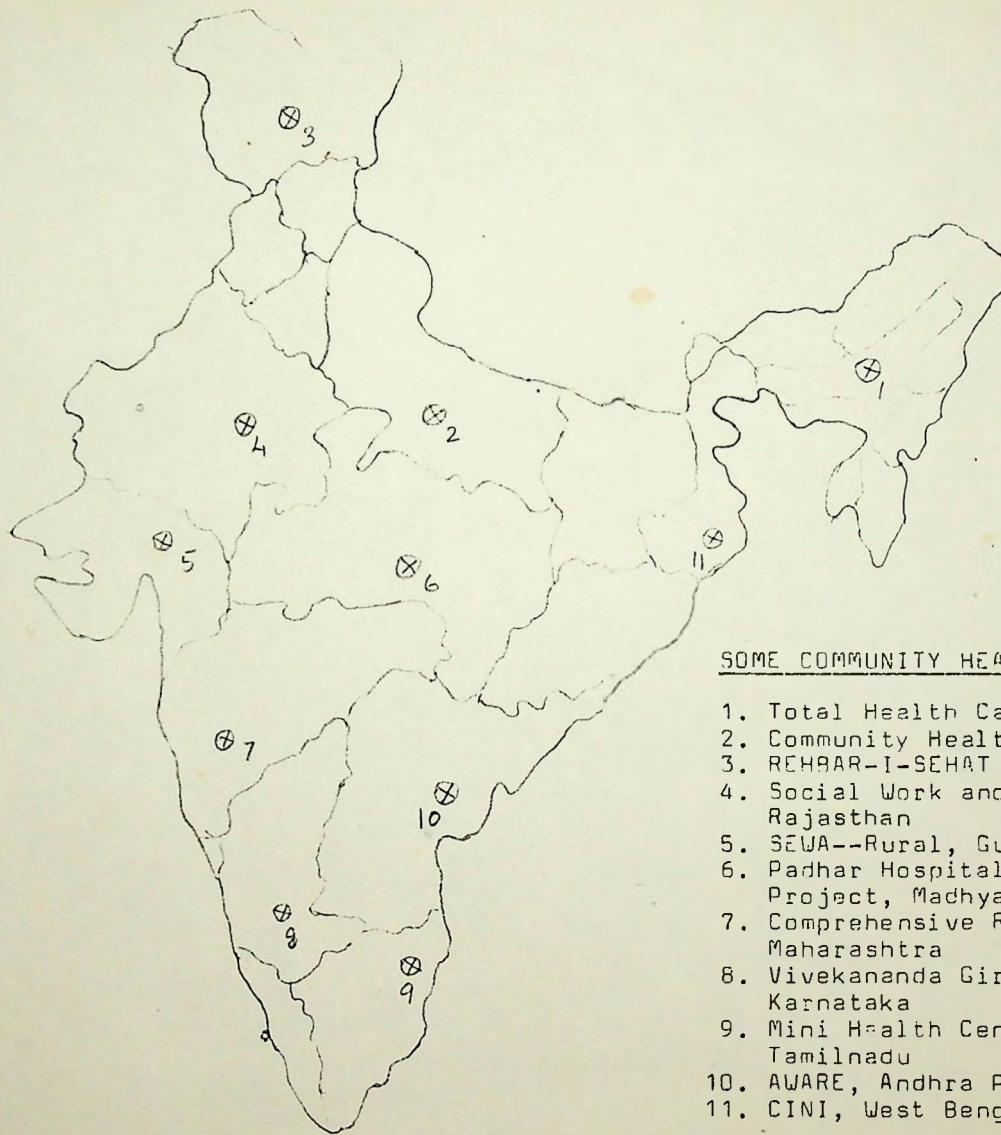 3
1
2
4
5
6
11
7
10
8
9
SOME COMMUNITY HEA
1. Total Health Ca
2. Community Healt
3. REHBAR-I-SEHAT
4. Social Work and
Rajasthan
5. SEWA--Rural, Gu
6. Padhar Hospital
Project, Madhya
7. Comprehensive R
Maharashtra
8. Vivekananda Gir
Karnataka
9. Mini Health Cen
Tamilnadu
10. AWARE, Andhra P
11. CINI, West Beng